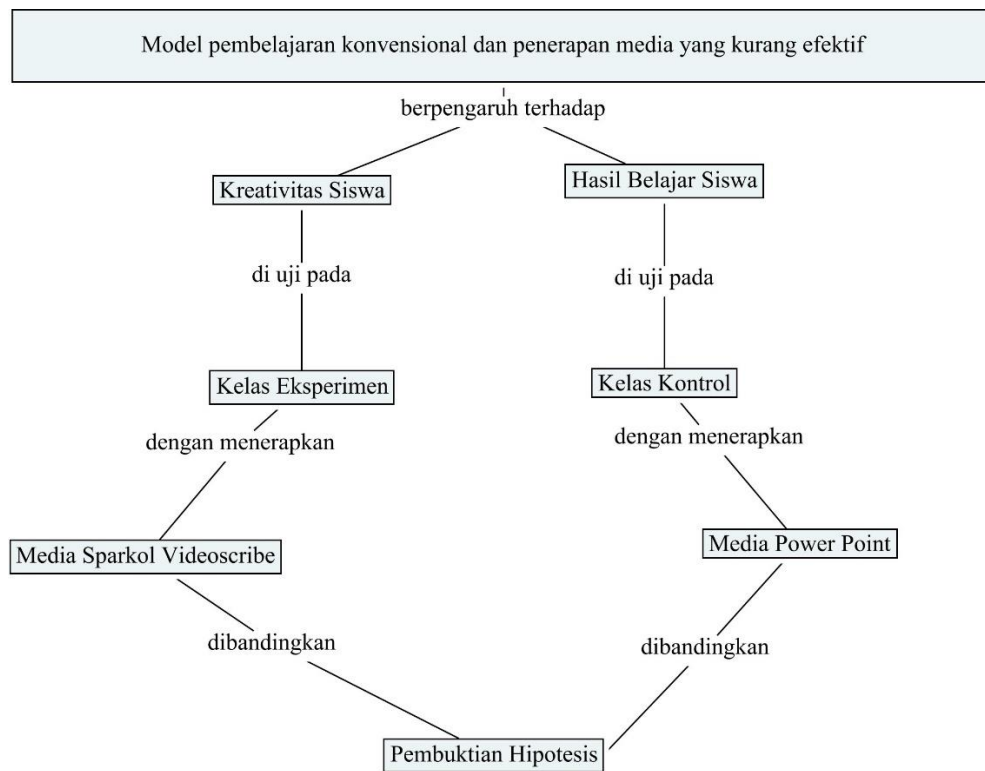 Model pembelajaran konvensional dan penerapan media yang kurang efektif
berpengaruh terhadap
Kreativitas Siswa
Hasil Belajar Siswa
di uji pada
di uji pada
Kelas Eksperimen
Kelas Kontrol
dengan menerapkan
dengan menerapkan
Media Sparkol Videoscribe
Media Power Point
dibandingkan
dibandingkan
Pembuktian Hipotesis